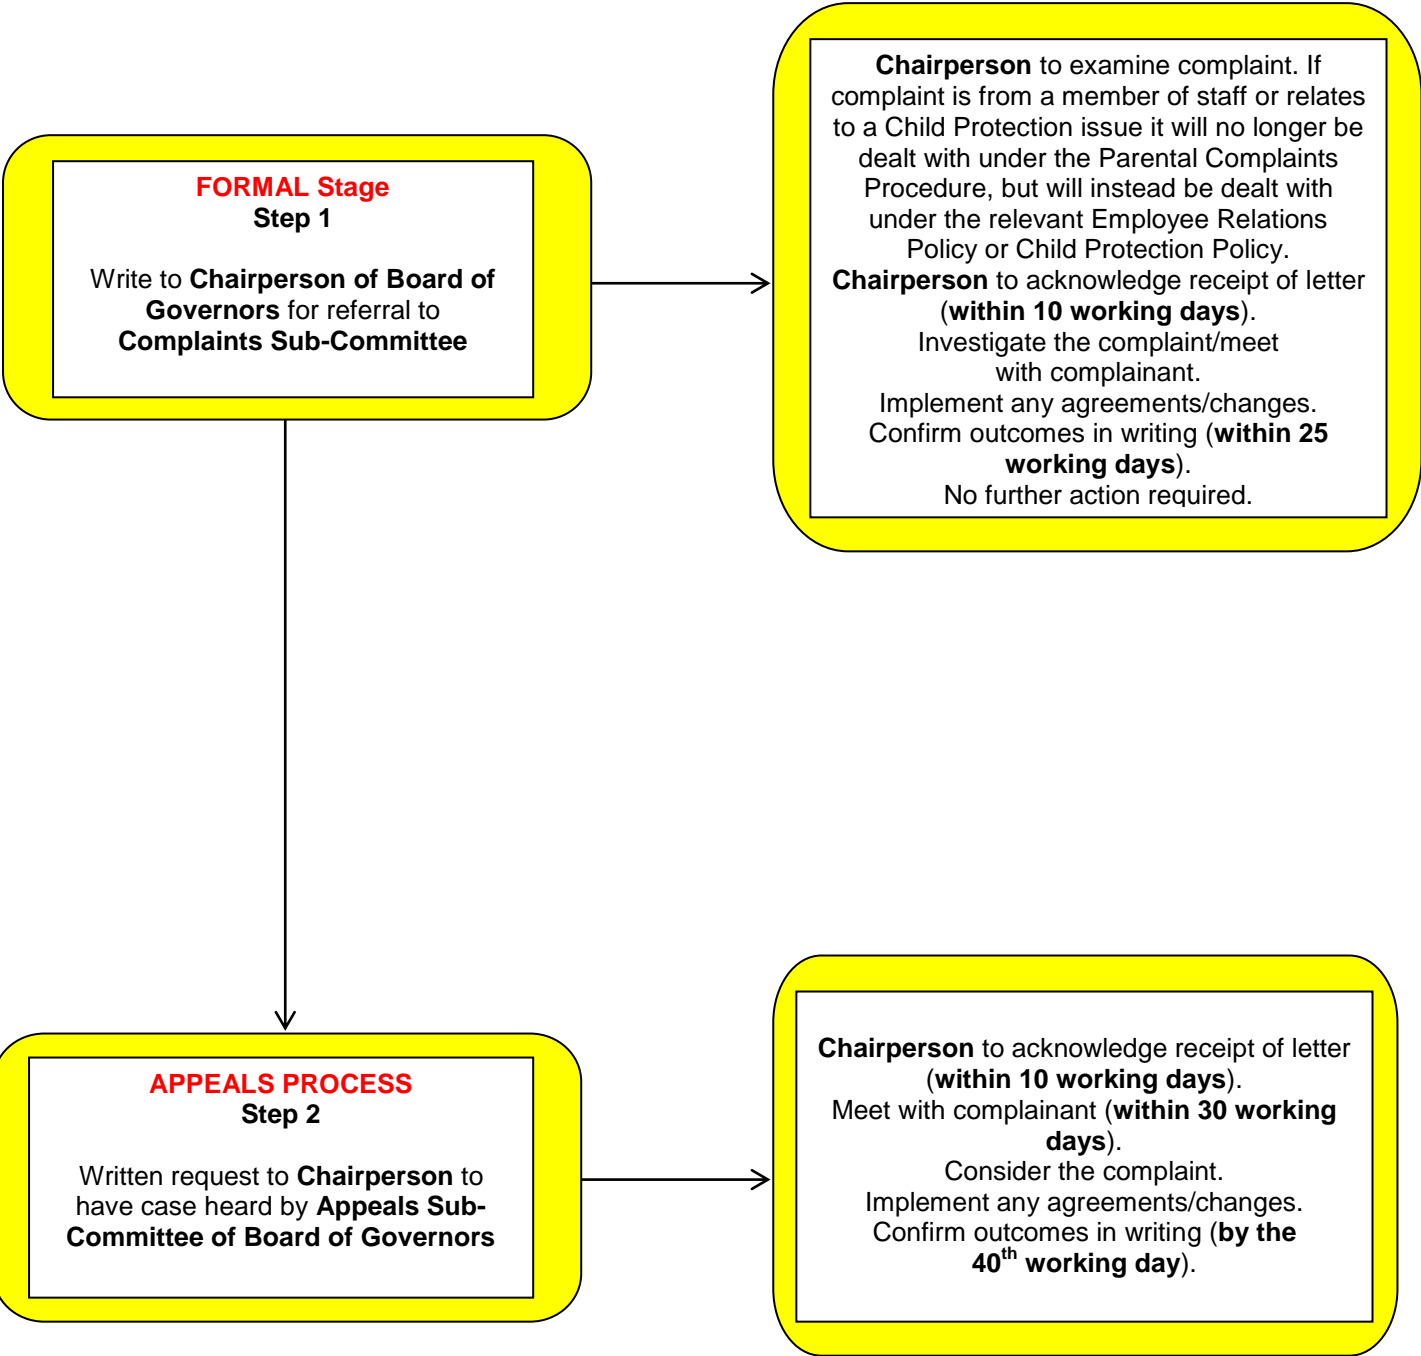 FORMAL Stage
Step 1
Write to Chairperson of Board of
Governors for referral to
Complaints Sub-Committee
Chairperson to examine complaint. If
complaint is from a member of staff or relates
to a Child Protection issue it will no longer be
dealt with under the Parental Complaints
Procedure, but will instead be dealt with
under the relevant Employee Relations
Policy or Child Protection Policy.
Chairperson to acknowledge receipt of letter
(within 10 working days).
Investigate the complaint/meet
with complainant.
Implement any agreements/changes.
Confirm outcomes in writing (within 25
working days).
No further action required.
APPEALS PROCESS
Step 2
Written request to Chairperson to
have case heard by Appeals Sub-
Committee of Board of Governors
Chairperson to acknowledge receipt of letter
(within 10 working days).
Meet with complainant (within 30 working
days).
Consider the complaint.
Implement any agreements/changes.
Confirm outcomes in writing (by the
40th working day).